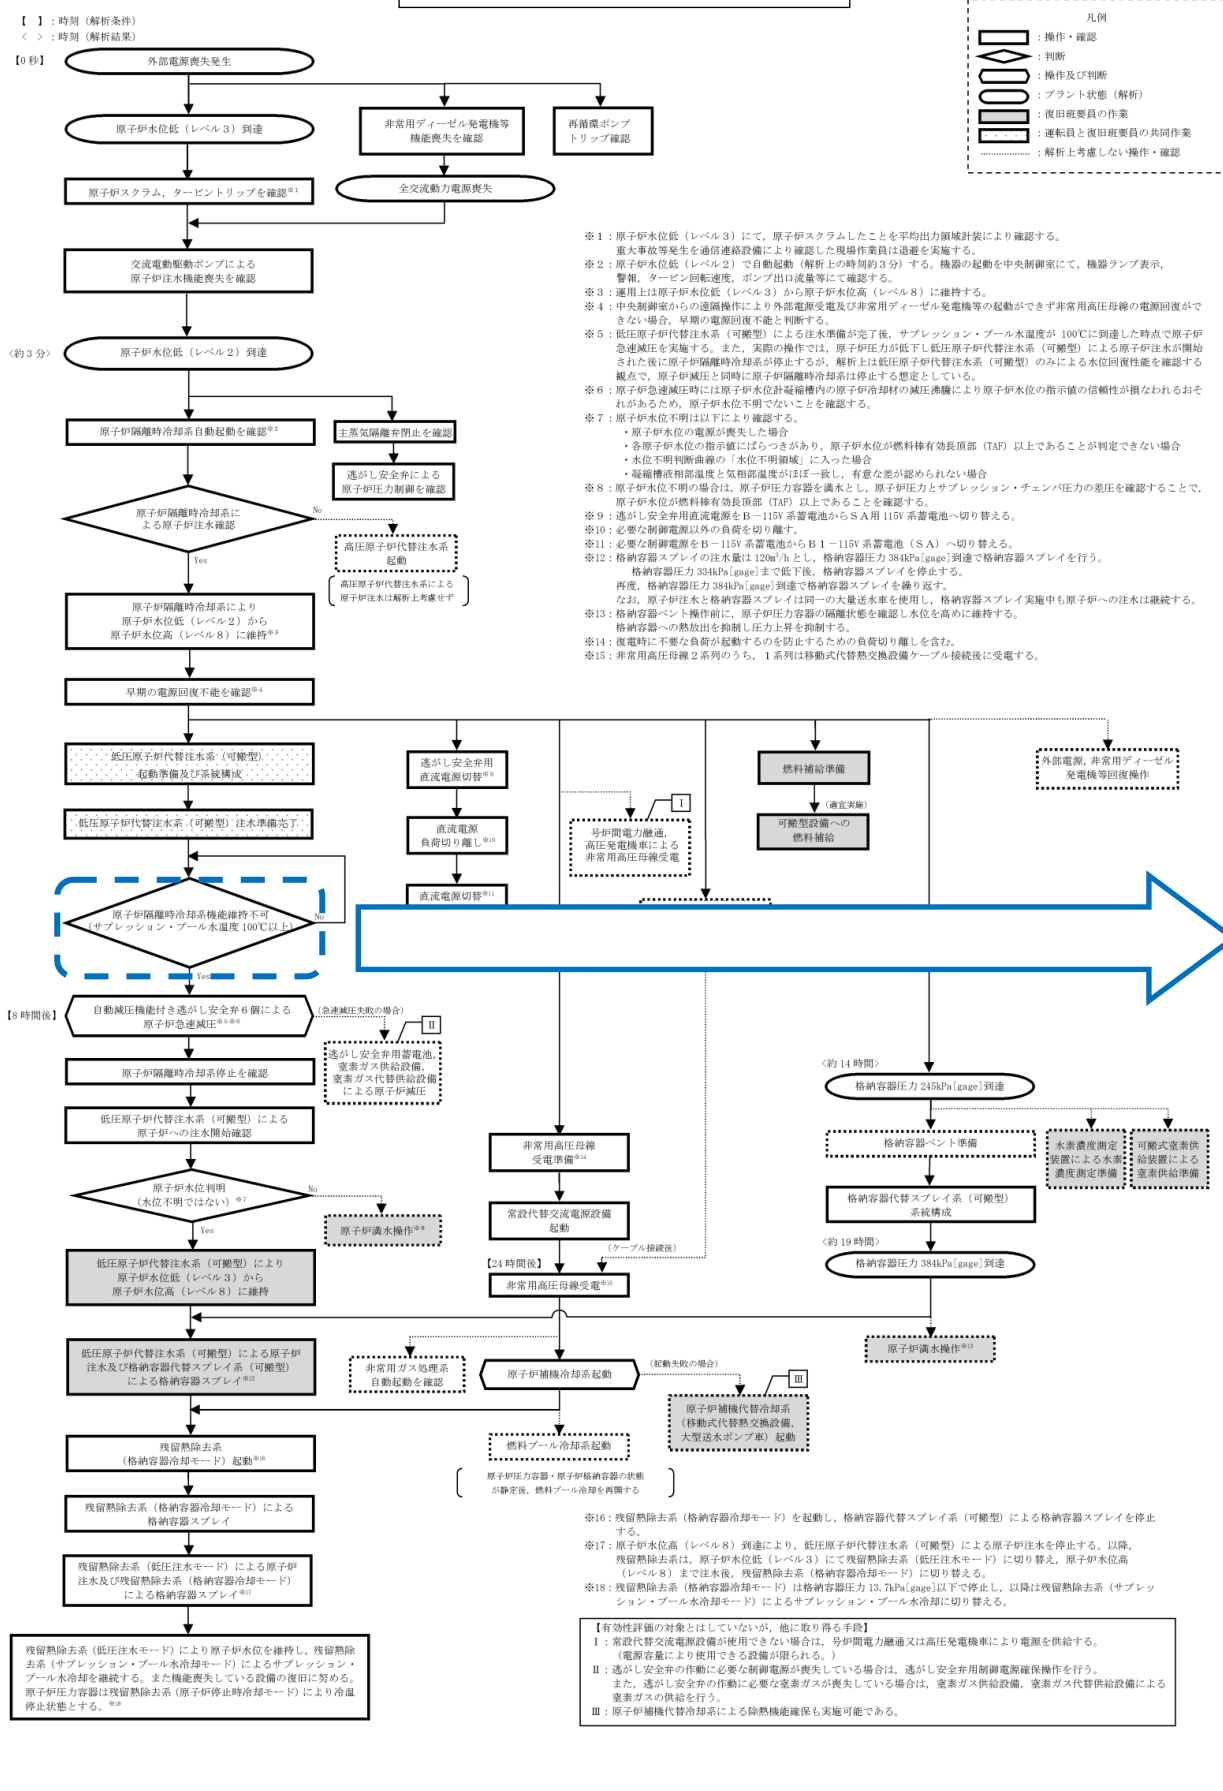 【　】：時刻（解析条件）
〈　〉：時刻（解析結果）
凡例
：操作・確認
：判断
：操作及び判断
：プラント状態（解析）
：復旧班要員の作業
：運転員と復旧班要員の共同作業
：解析上考慮しない操作・確認
【0秒】
外部電源喪失発生
原子炉水位低（レベル３）到達
非常用ディーゼル発電機等
機能喪失を確認
再循環ポンプ
トリップ確認
原子炉スクラム，タービントリップを確認※1
全交流動力電源喪失
交流電動駆動ポンプによる
原子炉注水機能喪失を確認
〈約３分〉
原子炉水位低（レベル２）到達
原子炉隔離時冷却系自動起動を確認※2
主蒸気隔離弁閉止を確認
逃がし安全弁による
原子炉圧力制御を確認
原子炉隔離時冷却系に
よる原子炉注水確認
No
Yes
高圧原子炉代替注水系
起動
高圧原子炉代替注水系による
原子炉注水は解析上考慮せず
原子炉隔離時冷却系により
原子炉水位低（レベル２）から
原子炉水位高（レベル８）に維持※3
早期の電源回復不能を確認※4
※１：原子炉水位低（レベル３）にて，原子炉スクラムしたことを平均出力領域計装により確認する。
重大事故等発生を通信連絡設備により確認した現場作業員は退避を実施する。
※２：原子炉水位低（レベル２）で自動起動（解析上の時刻約３分）する。機器の起動を中央制御室にて，機器ランプ表示，
警報，タービン回転速度，ポンプ出口流量等にて確認する。
※３：運用上は原子炉水位低（レベル３）から原子炉水位高（レベル８）に維持する。
※４：中央制御室からの遠隔操作により外部電源受電及び非常用ディーゼル発電機等の起動ができず非常用高圧母線の電源回復がで
きない場合，早期の電源回復不能と判断する。
※５：低圧原子炉代替注水系（可搬型）による注水準備が完了後，サプレッション・プール水温度が 100℃に到達した時点で原子炉
急速減圧を実施する。また，実際の操作では，原子炉圧力が低下し低圧原子炉代替注水系（可搬型）による原子炉注水が開始
された後に原子炉隔離時冷却系が停止するが，解析上は低圧原子炉代替注水系（可搬型）のみによる水位回復性能を確認する
観点で，原子炉減圧と同時に原子炉隔離時冷却系は停止する想定としている。
※６：原子炉急速減圧時には原子炉水位計凝縮槽内の原子炉冷却材の減圧沸騰により原子炉水位の指示値の信頼性が損なわれるおそ
れがあるため，原子炉水位不明でないことを確認する。
※７：原子炉水位不明は以下により確認する。
・原子炉水位の電源が喪失した場合
・各原子炉水位の指示値にばらつきがあり，原子炉水位が燃料棒有効長頂部（TAF）以上であることが判定できない場合
・水位不明判断曲線の「水位不明領域」に入った場合
・凝縮槽液相部温度と気相部温度がほぼ一致し，有意な差が認められない場合
※８：原子炉水位不明の場合は，原子炉圧力容器を満水とし，原子炉圧力とサプレッション・チェンバ圧力の差圧を確認することで，
原子炉水位が燃料棒有効長頂部（TAF）以上であることを確認する。
※９：逃がし安全弁用直流電源をＢ－115V 系蓄電池からＳＡ用 115V 系蓄電池へ切り替える。
※10：必要な制御電源以外の負荷を切り離す。
※11：必要な制御電源をＢ－115V 系蓄電池からＢ１－115V 系蓄電池（ＳＡ）へ切り替える。
※12：格納容器スプレイの注水量は 120m³/h とし，格納容器圧力 384kPa[gage]到達で格納容器スプレイを行う。
格納容器圧力 334kPa[gage]まで低下後，格納容器スプレイを停止する。
再度，格納容器圧力 384kPa[gage]到達で格納容器スプレイを繰り返す。
なお，原子炉注水と格納容器スプレイは同一の大量送水車を使用し，格納容器スプレイ実施中も原子炉への注水は継続する。
※13：格納容器ベント操作前に，原子炉圧力容器の隔離状態を確認し水位を高めに維持する。
格納容器への熱放出を抑制し圧力上昇を抑制する。
※14：復電時に不要な負荷が起動するのを防止するための負荷切り離しを含む。
※15：非常用高圧母線２系列のうち，１系列は移動式代替熱交換設備ケーブル接続後に受電する。
低圧原子炉代替注水系（可搬型）
起動準備及び系統構成
逃がし安全弁用
直流電源切替※9
燃料補給準備
外部電源，非常用ディーゼル
発電機等回復操作
（適宜実施）
低圧原子炉代替注水系（可搬型）注水準備完了
直流電源
負荷切り離し※10
Ⅰ
号炉間電力融通，
高圧発電機車による
非常用高圧母線受電
可搬型設備への
燃料補給
直流電源切替※11
原子炉隔離時冷却系機能維持不可
（サプレッション・プール水温度 100℃以上）
No
Yes
【８時間後】
自動減圧機能付き逃がし安全弁６個による
原子炉急速減圧※5※6
（急速減圧失敗の場合）
Ⅱ
逃がし安全弁用蓄電池，
窒素ガス供給設備，
窒素ガス代替供給設備
による原子炉減圧
原子炉隔離時冷却系停止を確認
〈約 14 時間〉
格納容器圧力 245kPa[gage]到達
低圧原子炉代替注水系（可搬型）による
原子炉への注水開始確認
非常用高圧母線
受電準備※14
格納容器ベント準備
水素濃度測定
装置による水素
濃度測定準備
可搬式窒素供
給装置による
窒素供給準備
原子炉水位判明
（水位不明ではない）※7
No
Yes
原子炉満水操作※8
常設代替交流電源設備
起動
格納容器代替スプレイ系（可搬型）
系統構成
（ケーブル接続後）
〈約 19 時間〉
格納容器圧力 384kPa[gage]到達
【24 時間後】
非常用高圧母線受電※15
低圧原子炉代替注水系（可搬型）により
原子炉水位低（レベル３）から
原子炉水位高（レベル８）に維持
原子炉満水操作※13
低圧原子炉代替注水系（可搬型）による原子炉
注水及び格納容器代替スプレイ系（可搬型）
による格納容器スプレイ※12
非常用ガス処理系
自動起動を確認
原子炉補機冷却系起動
（起動失敗の場合）
Ⅲ
原子炉補機代替冷却系
（移動式代替熱交換設備，
大型送水ポンプ車）起動
残留熱除去系
（格納容器冷却モード）起動※16
燃料プール冷却系起動
原子炉圧力容器・原子炉格納容器の状態
が静定後，燃料プール冷却を再開する
残留熱除去系（格納容器冷却モード）による
格納容器スプレイ
残留熱除去系（低圧注水モード）による原子炉
注水及び残留熱除去系（格納容器冷却モード）
による格納容器スプレイ※17
残留熱除去系（低圧注水モード）により原子炉水位を維持し，残留熱除
去系（サプレッション・プール水冷却モード）によるサプレッション・
プール水冷却を継続する。また機能喪失している設備の復旧に努める。
原子炉圧力容器は残留熱除去系（原子炉停止時冷却モード）により冷温
停止状態とする。※18
※16：残留熱除去系（格納容器冷却モード）を起動し，格納容器代替スプレイ系（可搬型）による格納容器スプレイを停止
する。
※17：原子炉水位高（レベル８）到達により，低圧原子炉代替注水系（可搬型）による原子炉注水を停止する。以降，
残留熱除去系は，原子炉水位低（レベル３）にて残留熱除去系（低圧注水モード）に切り替え，原子炉水位高
（レベル８）まで注水後，残留熱除去系（格納容器冷却モード）に切り替える。
※18：残留熱除去系（格納容器冷却モード）は格納容器圧力 13.7kPa[gage]以下で停止し，以降は残留熱除去系（サプレッ
ション・プール水冷却モード）によるサプレッション・プール水冷却に切り替える。
【有効性評価の対象とはしていないが，他に取り得る手段】
Ⅰ：常設代替交流電源設備が使用できない場合は，号炉間電力融通又は高圧発電機車により電源を供給する。
（電源容量により使用できる設備が限られる。）
Ⅱ：逃がし安全弁の作動に必要な制御電源が喪失している場合は，逃がし安全弁用制御電源確保操作を行う。
また，逃がし安全弁の作動に必要な窒素ガスが喪失している場合は，窒素ガス供給設備，窒素ガス代替供給設備による
窒素ガスの供給を行う。
Ⅲ：原子炉補機代替冷却系による除熱機能確保も実施可能である。